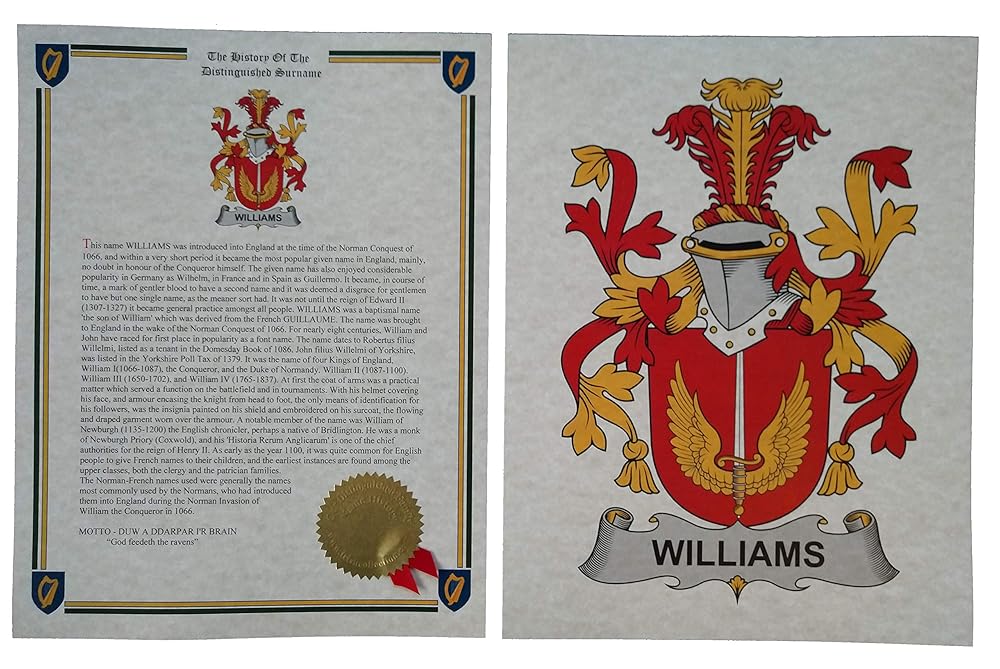 The History Of The
Distinguished Surname
WILLIAMS
This name WILLIAMS was introduced into England at the time of the Norman Conquest of
1066, and within a very short period it became the most popular given name in England, mainly,
no doubt in honour of the Conqueror himself. The given name has also enjoyed considerable
popularity in Germany as Wilhelm, in France and in Spain as Guillermo. It became, in course of
time, a mark of gentler blood to have a second name and it was deemed a disgrace for gentlemen
to have but one single name, as the meaner sort had. It was not until the reign of Edward II
(1307-1327) it became general practice amongst all people. WILLIAMS was a baptismal name
'the son of William' which was derived from the French GUILLAUME. The name was brought
to England in the wake of the Norman Conquest of 1066. For nearly eight centuries, William and
John have raced for first place in popularity as a font name. The name dates to Robertus filius
Willelmi, listed as a tenant in the Domesday Book of 1086. John filius Willelmi of Yorkshire,
was listed in the Yorkshire Poll Tax of 1379. It was the name of four Kings of England,
William I(1066-1087), the Conqueror, and the Duke of Normandy. William II (1087-1100).
William III (1650-1702), and William IV (1765-1837). At first the coat of arms was a practical
matter which served a function on the battlefield and in tournaments. With his helmet covering
his face, and armour encasing the knight from head to foot, the only means of identification for
his followers, was the insignia painted on his shield and embroidered on his surcoat, the flowing
and draped garment worn over the armour. A notable member of the name was William of
Newburgh (1135-1200) the English chronicler, perhaps a native of Bridlington. He was a monk
of Newburgh Priory (Coxwold), and his 'Historia Rerum Anglicarum' is one of the chief
authorities for the reign of Henry II. As early as the year 1100, it was quite common for English
people to give French names to their children, and the earliest instances are found among the
upper classes, both the clergy and the patrician families.
The Norman-French names used were generally the names
most commonly used by the Normans, who had introduced
them into England during the Norman Invasion of
William the Conqueror in 1066.
MOTTO - DUW A DDARPAR I'R BRAIN
"God feedeth the ravens"
WILLIAMS